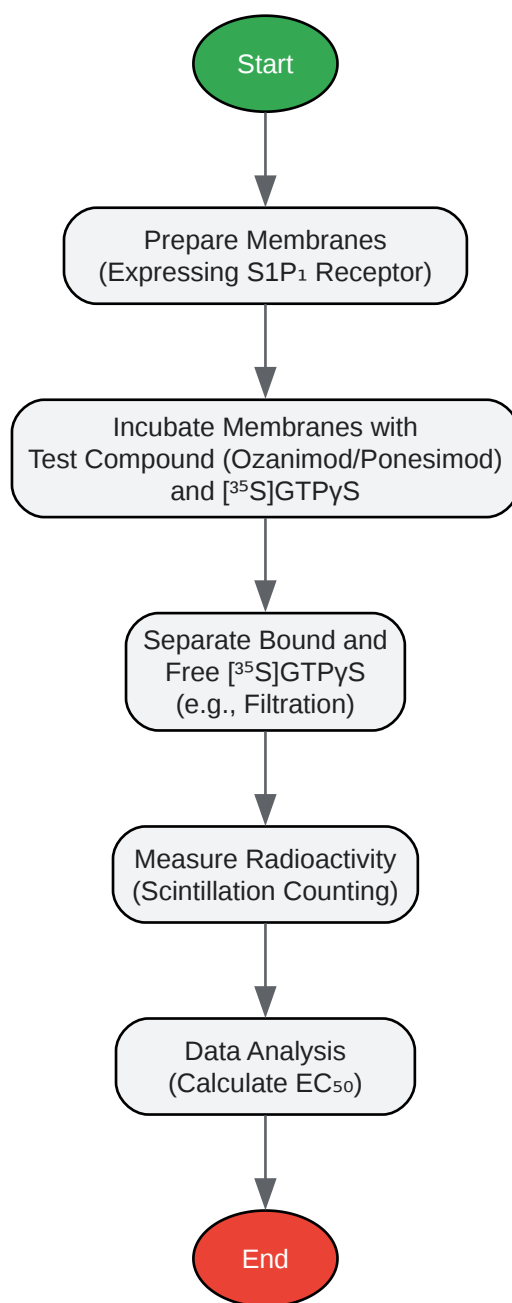 Start
Prepare Membranes
(Expressing S1P₁ Receptor)
Incubate Membranes with
Test Compound (Ozanimod/Ponesimod)
and [³⁵S]GTPγS
Separate Bound and
Free [³⁵S]GTPγS
(e.g., Filtration)
Measure Radioactivity
(Scintillation Counting)
Data Analysis
(Calculate EC₅₀)
End